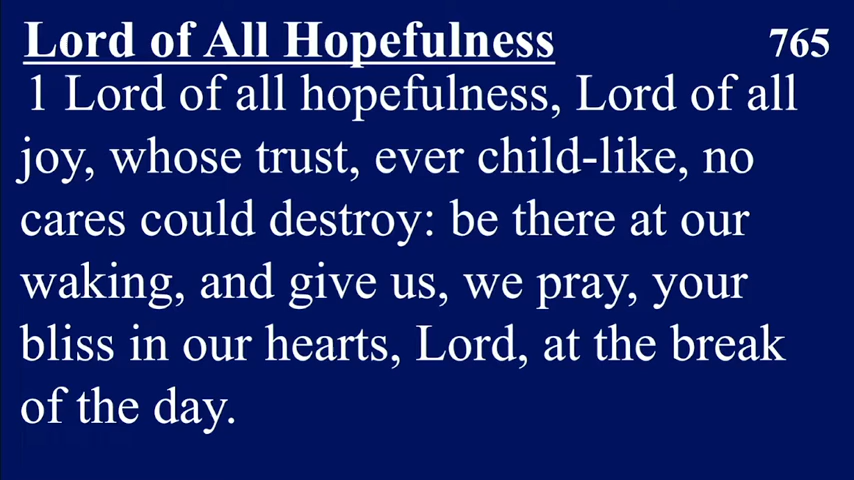 Lord of All Hopefulness 765
1 Lord of all hopefulness, Lord of all
joy, whose trust, ever child-like, no
cares could destroy: be there at our
waking, and give us, we pray, your
bliss in our hearts, Lord, at the break
of the day.